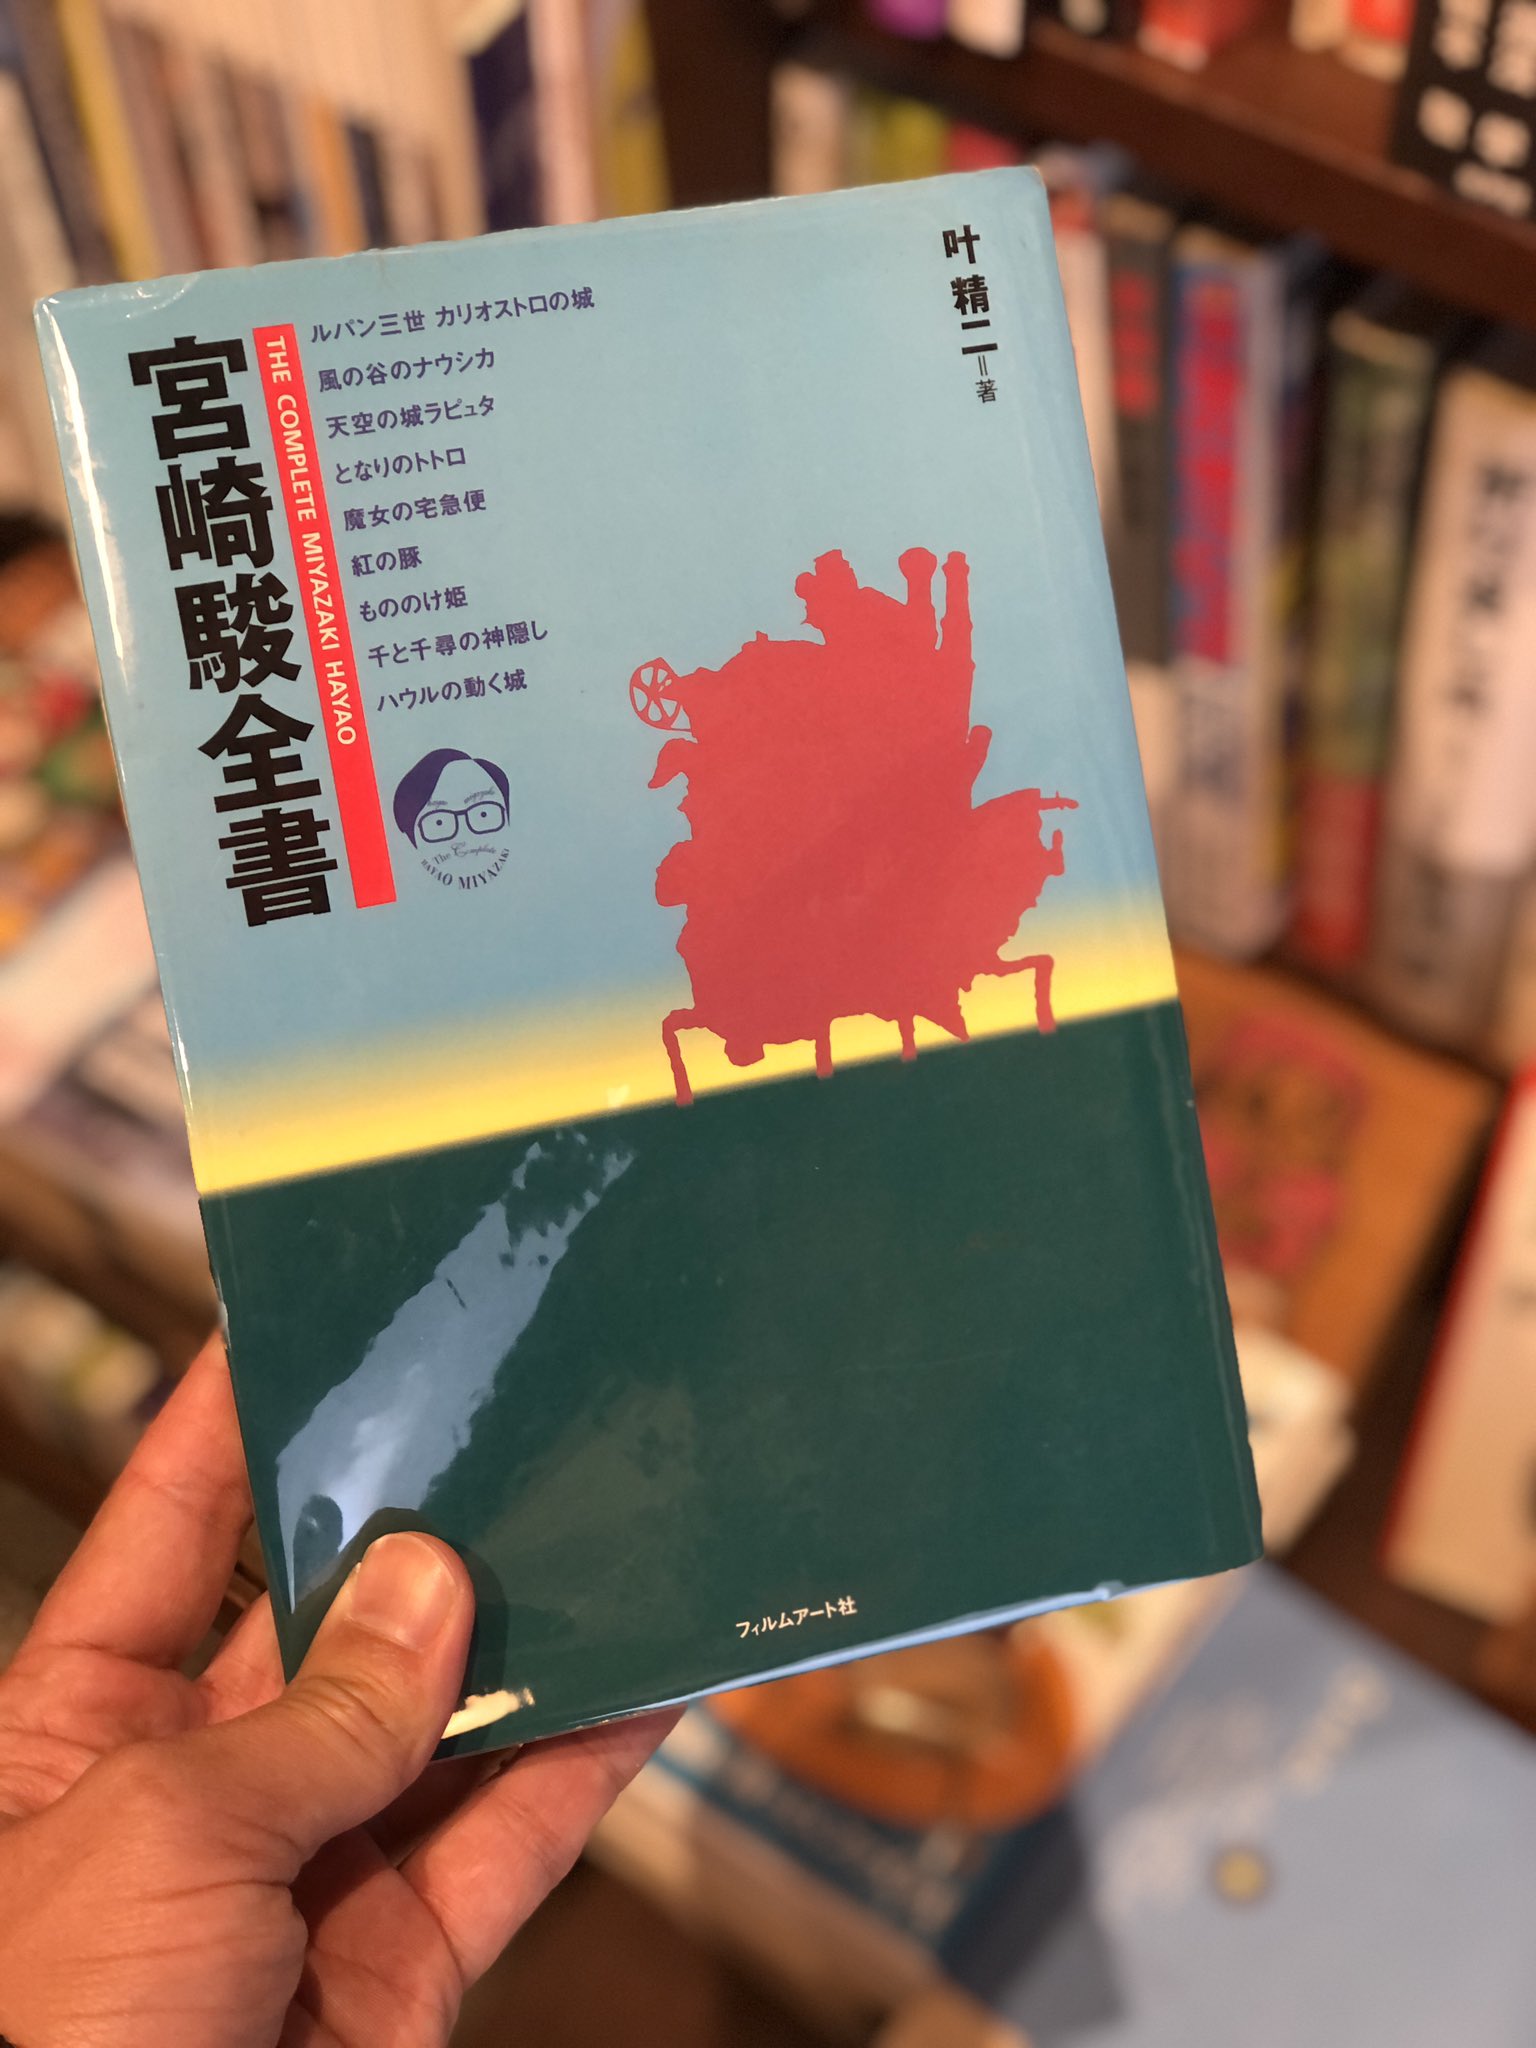 叶精二=著
ルパン三世 カリオストロの城
風の谷のナウシカ
天空の城ラピュタ
となりのトトロ
魔女の宅急便
紅の豚
もののけ姫
千と千尋の神隠し
ハウルの動く城
THE COMPLETE MIYAZAKI HAYAO
宮崎駿全書
hayao miyazaki
The Complete
HAYAO MIYAZAKI
フィルムアート社